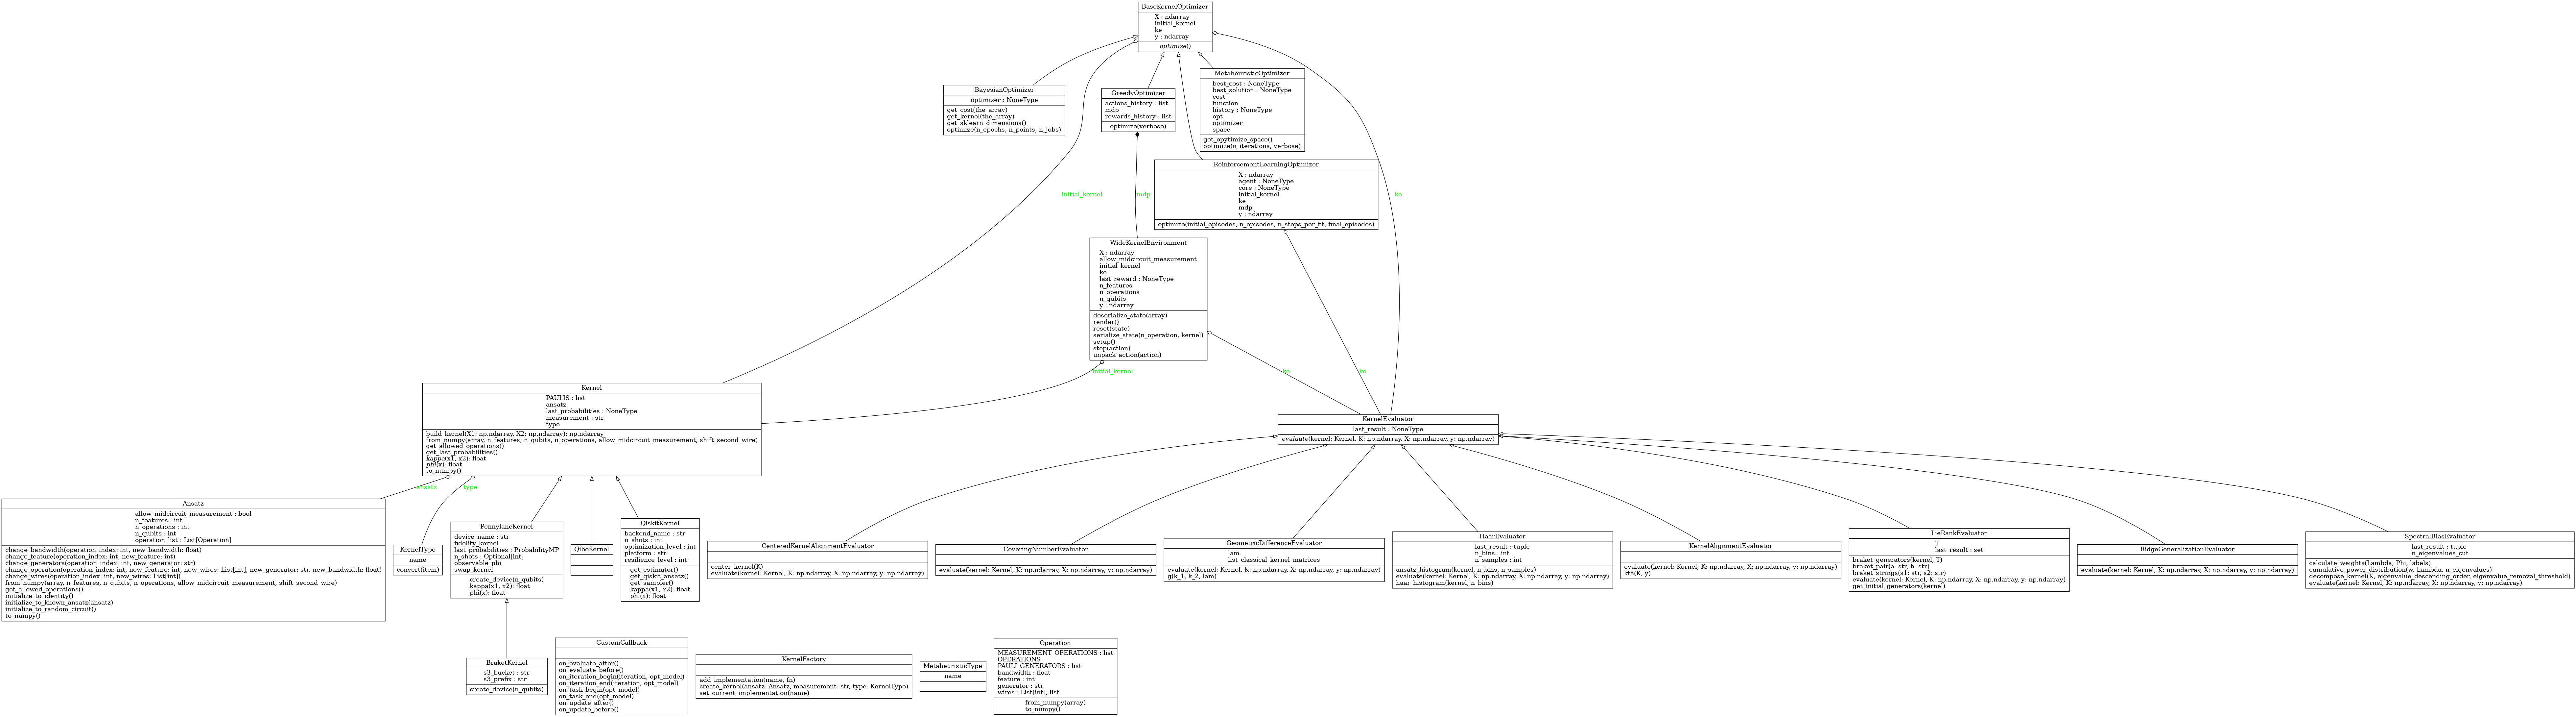 BaseKernelOptimizer
X : ndarray
initial_kernel
ke
y : ndarray
optimize()
BayesianOptimizer
optimizer : NoneType
get_cost(the_array)
get_kernel(the_array)
get_sklearn_dimensions()
optimize(n_epochs, n_points, n_jobs)
GreedyOptimizer
actions_history : list
mdp
rewards_history : list
optimize(verbose)
MetaheuristicOptimizer
best_cost : NoneType
best_solution : NoneType
cost
function
history : NoneType
opt
optimizer
space
get_opytimize_space()
optimize(n_iterations, verbose)
ReinforcementLearningOptimizer
X : ndarray
agent : NoneType
core : NoneType
initial_kernel
ke
mdp
y : ndarray
optimize(initial_episodes, n_episodes, n_steps_per_fit, final_episodes)
initial_kernel
mdp
ke
WideKernelEnvironment
X : ndarray
allow_midcircuit_measurement
initial_kernel
ke
last_reward : NoneType
n_features
n_operations
n_qubits
y : ndarray
deserialize_state(array)
render()
reset(state)
serialize_state(n_operation, kernel)
setup()
step(action)
unpack_action(action)
initial_kernel
ke
ke
Kernel
PAULIS : list
ansatz
last_probabilities : NoneType
measurement : str
type
build_kernel(X1: np.ndarray, X2: np.ndarray): np.ndarray
from_numpy(array, n_features, n_qubits, n_operations, allow_midcircuit_measurement, shift_second_wire)
get_allowed_operations()
get_last_probabilities()
kappa(x1, x2): float
phi(x): float
to_numpy()
KernelEvaluator
last_result : NoneType
evaluate(kernel: Kernel, K: np.ndarray, X: np.ndarray, y: np.ndarray)
ansatz
type
Ansatz
allow_midcircuit_measurement : bool
n_features : int
n_operations : int
n_qubits : int
operation_list : List[Operation]
change_bandwidth(operation_index: int, new_bandwidth: float)
change_feature(operation_index: int, new_feature: int)
change_generators(operation_index: int, new_generator: str)
change_operation(operation_index: int, new_feature: int, new_wires: List[int], new_generator: str, new_bandwidth: float)
change_wires(operation_index: int, new_wires: List[int])
from_numpy(array, n_features, n_qubits, n_operations, allow_midcircuit_measurement, shift_second_wire)
get_allowed_operations()
initialize_to_identity()
initialize_to_known_ansatz(ansatz)
initialize_to_random_circuit()
to_numpy()
KernelType
name
convert(item)
PennylaneKernel
device_name : str
fidelity_kernel
last_probabilities : ProbabilityMP
n_shots : Optional[int]
observable_phi
swap_kernel
create_device(n_qubits)
kappa(x1, x2): float
phi(x): float
QiboKernel
QiskitKernel
backend_name : str
n_shots : int
optimization_level : int
platform : str
resilience_level : int
get_estimator()
get_qiskit_ansatz()
get_sampler()
kappa(x1, x2): float
phi(x): float
CenteredKernelAlignmentEvaluator
center_kernel(K)
evaluate(kernel: Kernel, K: np.ndarray, X: np.ndarray, y: np.ndarray)
CoveringNumberEvaluator
evaluate(kernel: Kernel, K: np.ndarray, X: np.ndarray, y: np.ndarray)
GeometricDifferenceEvaluator
lam
list_classical_kernel_matrices
evaluate(kernel: Kernel, K: np.ndarray, X: np.ndarray, y: np.ndarray)
g(k_1, k_2, lam)
HaarEvaluator
last_result : tuple
n_bins : int
n_samples : int
ansatz_histogram(kernel, n_bins, n_samples)
evaluate(kernel: Kernel, K: np.ndarray, X: np.ndarray, y: np.ndarray)
haar_histogram(kernel, n_bins)
KernelAlignmentEvaluator
evaluate(kernel: Kernel, K: np.ndarray, X: np.ndarray, y: np.ndarray)
kta(K, y)
LieRankEvaluator
T
last_result : set
braket_generators(kernel, T)
braket_pair(a: str, b: str)
braket_strings(s1: str, s2: str)
evaluate(kernel: Kernel, K: np.ndarray, X: np.ndarray, y: np.ndarray)
get_initial_generators(kernel)
RidgeGeneralizationEvaluator
evaluate(kernel: Kernel, K: np.ndarray, X: np.ndarray, y: np.ndarray)
SpectralBiasEvaluator
last_result : tuple
n_eigenvalues_cut
calculate_weights(Lambda, Phi, labels)
cumulative_power_distribution(w, Lambda, n_eigenvalues)
decompose_kernel(K, eigenvalue_descending_order, eigenvalue_removal_threshold)
evaluate(kernel: Kernel, K: np.ndarray, X: np.ndarray, y: np.ndarray)
BraketKernel
s3_bucket : str
s3_prefix : str
create_device(n_qubits)
CustomCallback
on_evaluate_after()
on_evaluate_before()
on_iteration_begin(iteration, opt_model)
on_iteration_end(iteration, opt_model)
on_task_begin(opt_model)
on_task_end(opt_model)
on_update_after()
on_update_before()
KernelFactory
add_implementation(name, fn)
create_kernel(ansatz: Ansatz, measurement: str, type: KernelType)
set_current_implementation(name)
MetaheuristicType
name
Operation
MEASUREMENT_OPERATIONS : list
OPERATIONS
PAULI_GENERATORS : list
bandwidth : float
feature : int
generator : str
wires : List[int], list
from_numpy(array)
to_numpy()